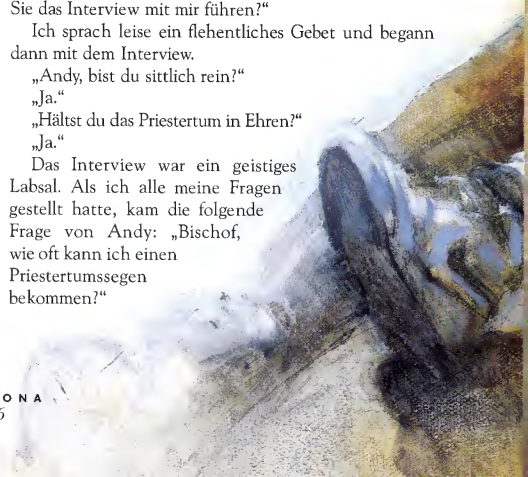 Sie das Interview mit mir führen?“
Ich sprach leise ein flehentliches Gebet und begann
dann mit dem Interview.
„Andy, bist du sittlich rein?“
„Ja.“
„Hältst du das Priestertum in Ehren?“
„Ja.“
Das Interview war ein geistiges
Labsal. Als ich alle meine Fragen
gestellt hatte, kam die folgende
Frage von Andy: „Bischof,
wie oft kann ich einen
Priestertumssegen
bekommen?“
ONA